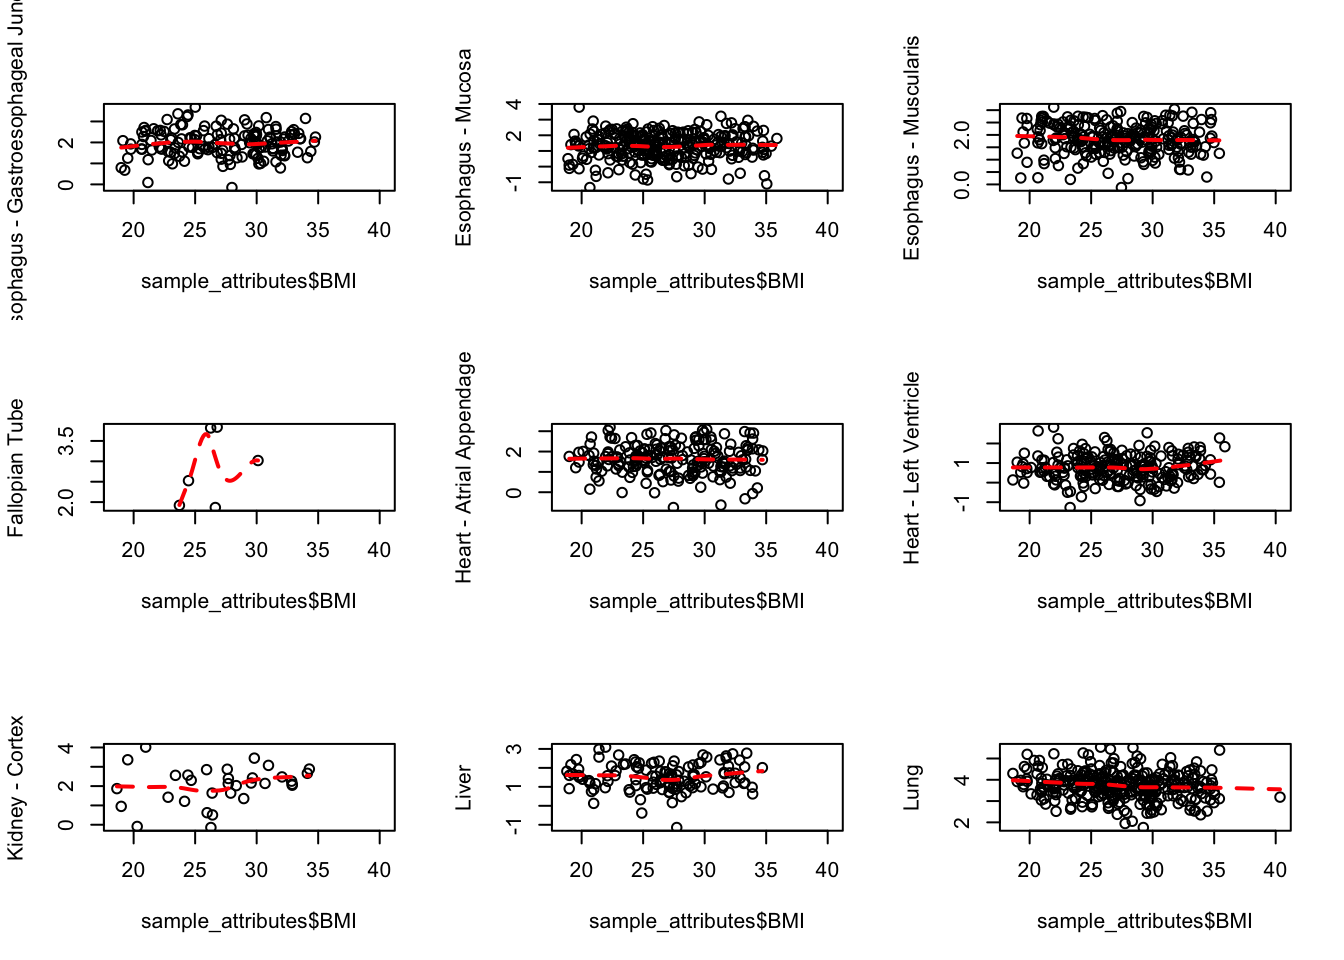 sophagus - Gastroesophageal Junc
2
0
20 25 30 35 40
sample_attributes$BMI
Esophagus - Mucosa
4
2
-1
20 25 30 35 40
sample_attributes$BMI
Esophagus - Muscularis
2.0
0.0
20 25 30 35 40
sample_attributes$BMI
Fallopian Tube
3.5
2.0
20 25 30 35 40
sample_attributes$BMI
Heart - Atrial Appendage
2
0
20 25 30 35 40
sample_attributes$BMI
Heart - Left Ventricle
1
-1
20 25 30 35 40
sample_attributes$BMI
Kidney - Cortex
4
2
0
20 25 30 35 40
sample_attributes$BMI
Liver
3
1
-1
20 25 30 35 40
sample_attributes$BMI
Lung
4
2
20 25 30 35 40
sample_attributes$BMI